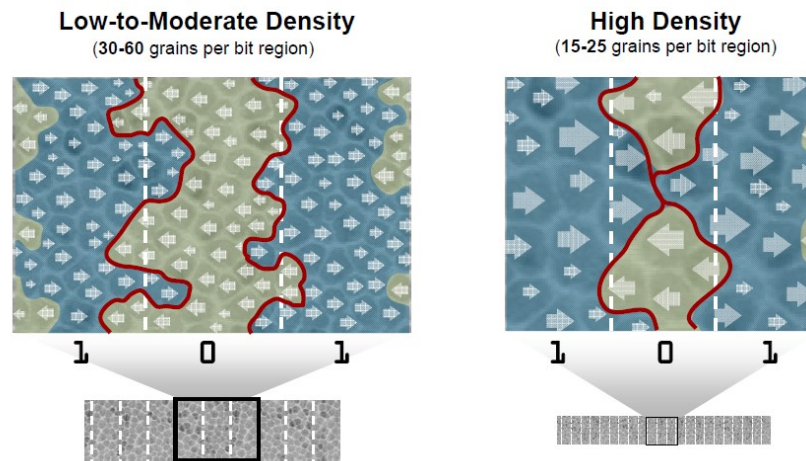 Low-to-Moderate Density
(30-60 grains per bit region)
1 0 1
High Density
(15-25 grains per bit region)
1 0 1